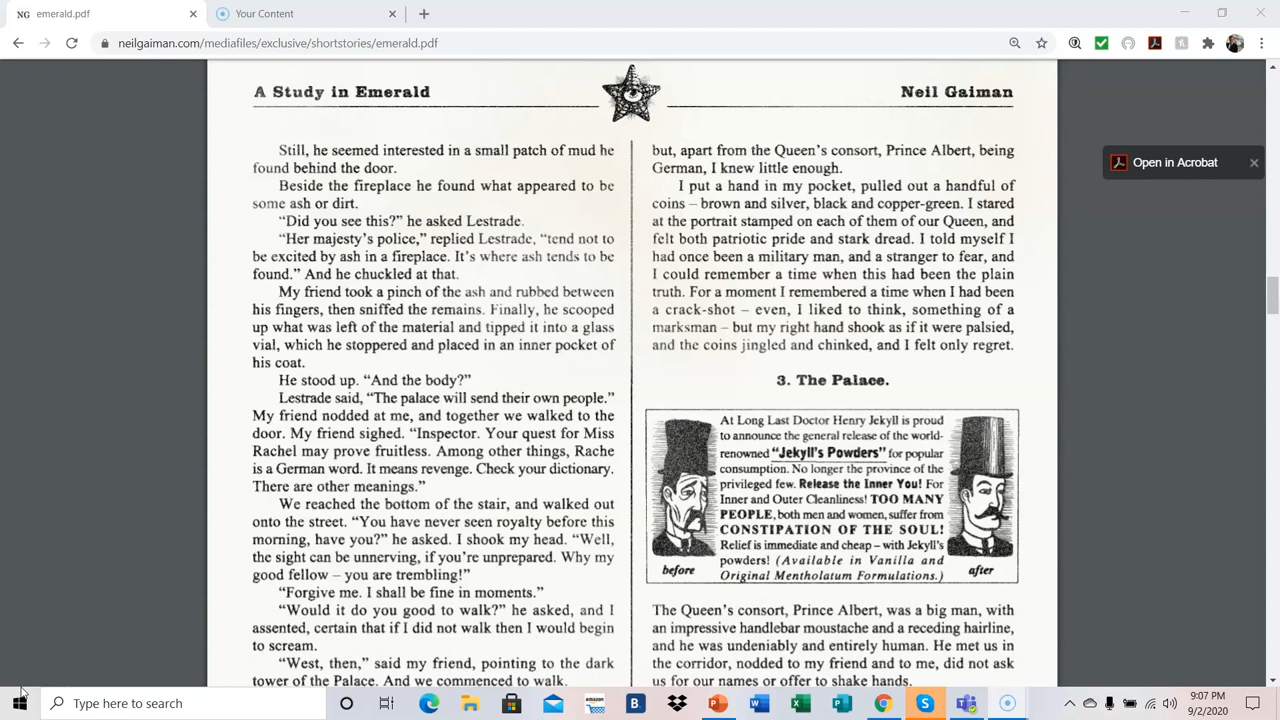 emerald.pdf
Your Content
neilgaiman.com/mediafiles/exclusive/shortstories/emerald.pdf
A Study in Emerald
Neil Gaiman
Open in Acrobat
Still, he seemed interested in a small patch of mud he
found behind the door.
Beside the fireplace he found what appeared to be
some ash or dirt.
“Did you see this?” he asked Lestrade.
“Her majesty’s police,” replied Lestrade, “tend not to
be excited by ash in a fireplace. It’s where ash tends to be
found.” And he chuckled at that.
My friend took a pinch of the ash and rubbed between
his fingers, then sniffed the remains. Finally, he scooped
up what was left of the material and tipped it into a glass
vial, which he stoppered and placed in an inner pocket of
his coat.
He stood up. “And the body?”
Lestrade said, “The palace will send their own people.”
My friend nodded at me, and together we walked to the
door. My friend sighed. “Inspector. Your quest for Miss
Rachel may prove fruitless. Among other things, Rache
is a German word. It means revenge. Check your dictionary.
There are other meanings.”
We reached the bottom of the stair, and walked out
onto the street. “You have never seen royalty before this
morning, have you?” he asked. I shook my head. “Well,
the sight can be unnerving, if you’re unprepared. Why my
good fellow – you are trembling!”
“Forgive me. I shall be fine in moments.”
“Would it do you good to walk?” he asked, and I
assented, certain that if I did not walk then I would begin
to scream.
“West, then,” said my friend, pointing to the dark
tower of the Palace. And we commenced to walk.
but, apart from the Queen’s consort, Prince Albert, being
German, I knew little enough.
I put a hand in my pocket, pulled out a handful of
coins – brown and silver, black and copper-green. I stared
at the portrait stamped on each of them of our Queen, and
felt both patriotic pride and stark dread. I told myself I
had once been a military man, and a stranger to fear, and
I could remember a time when this had been the plain
truth. For a moment I remembered a time when I had been
a crack-shot – even, I liked to think, something of a
marksman – but my right hand shook as if it were palsied,
and the coins jingled and chinked, and I felt only regret.
3. The Palace.
At Long Last Doctor Henry Jekyll is proud
to announce the general release of the world-
renowned “Jekyll’s Powders” for popular
consumption. No longer the province of the
privileged few. Release the Inner You! For
Inner and Outer Cleanliness! TOO MANY
PEOPLE, both men and women, suffer from
CONSTIPATION OF THE SOUL!
Relief is immediate and cheap – with Jekyll’s
powders! (Available in Vanilla and
Original Mentholatum Formulations.)
before
after
The Queen’s consort, Prince Albert, was a big man, with
an impressive handlebar moustache and a receding hairline,
and he was undeniably and entirely human. He met us in
the corridor, nodded to my friend and to me, did not ask
us for our names or offer to shake hands.
Type here to search
9:07 PM
9/2/2020